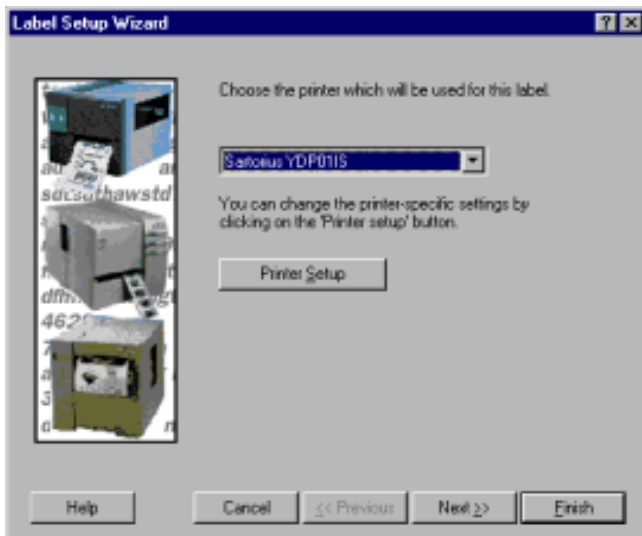 Label Setup Wizard
Choose the printer which will be used for this label.
Sartorius YDP01IS
You can change the printer-specific settings by
clicking on the 'Printer setup' button.
Printer Setup
Help
Cancel
<< Previous
Next >>
Finish